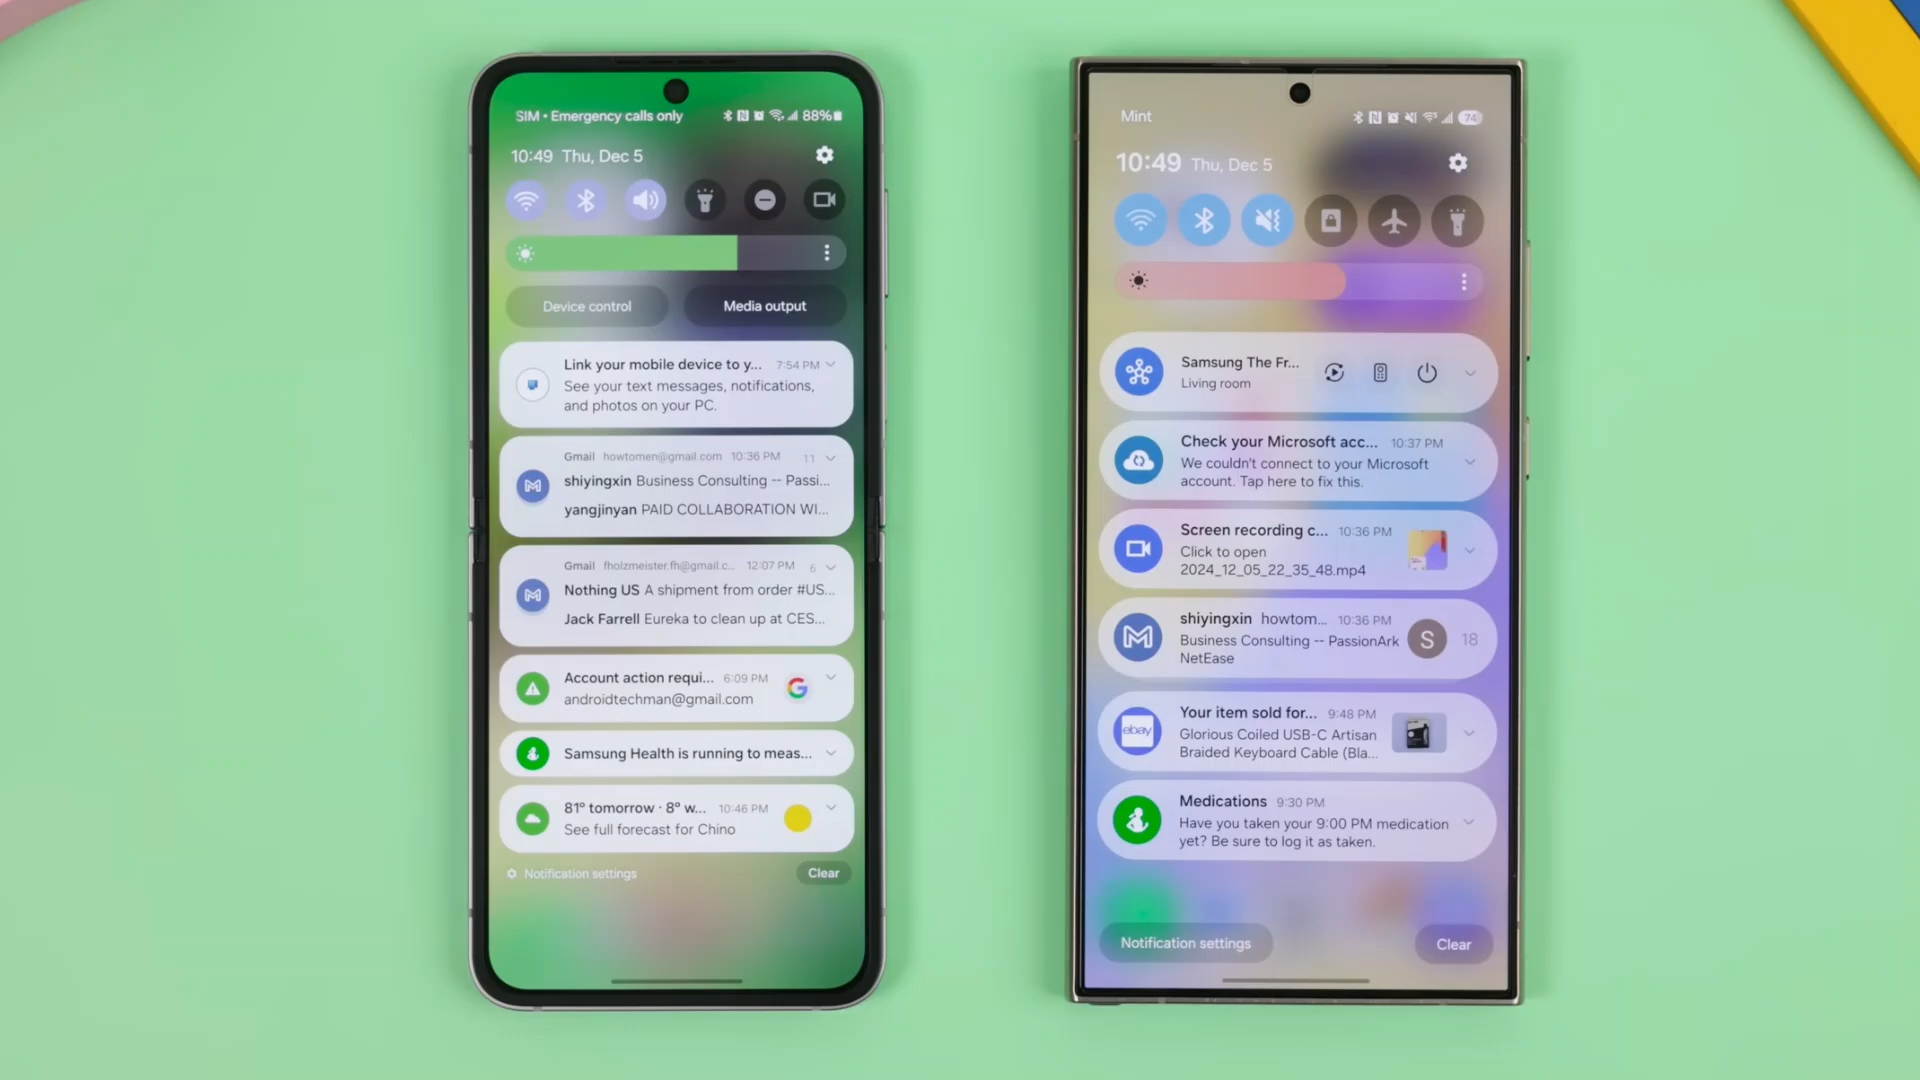 SIM • Emergency calls only
88%
10:49 Thu, Dec 5
Device control
Media output
Link your mobile device to y... 7:54 PM
See your text messages, notifications,
and photos on your PC.
Gmail howtomen@gmail.com 10:36 PM 11
shiyingxin Business Consulting -- Passi...
yangjinyan PAID COLLABORATION WI...
Gmail fholzmeister.fh@gmail.c... 12:07 PM 6
Nothing US A shipment from order #US...
Jack Farrell Eureka to clean up at CES...
Account action requi... 6:09 PM
androidtechman@gmail.com
Samsung Health is running to meas...
81° tomorrow · 8° w... 10:46 PM
See full forecast for Chino
Notification settings
Clear
Mint
74
10:49 Thu, Dec 5
Samsung The Fr...
Living room
Check your Microsoft acc... 10:37 PM
We couldn't connect to your Microsoft
account. Tap here to fix this.
Screen recording c... 10:36 PM
Click to open
2024_12_05_22_35_48.mp4
shiyingxin howtom... 10:36 PM
Business Consulting -- PassionArk
NetEase
S
18
Your item sold for... 9:48 PM
ebay
Glorious Coiled USB-C Artisan
Braided Keyboard Cable (Bla...
Medications 9:30 PM
Have you taken your 9:00 PM medication
yet? Be sure to log it as taken.
Notification settings
Clear